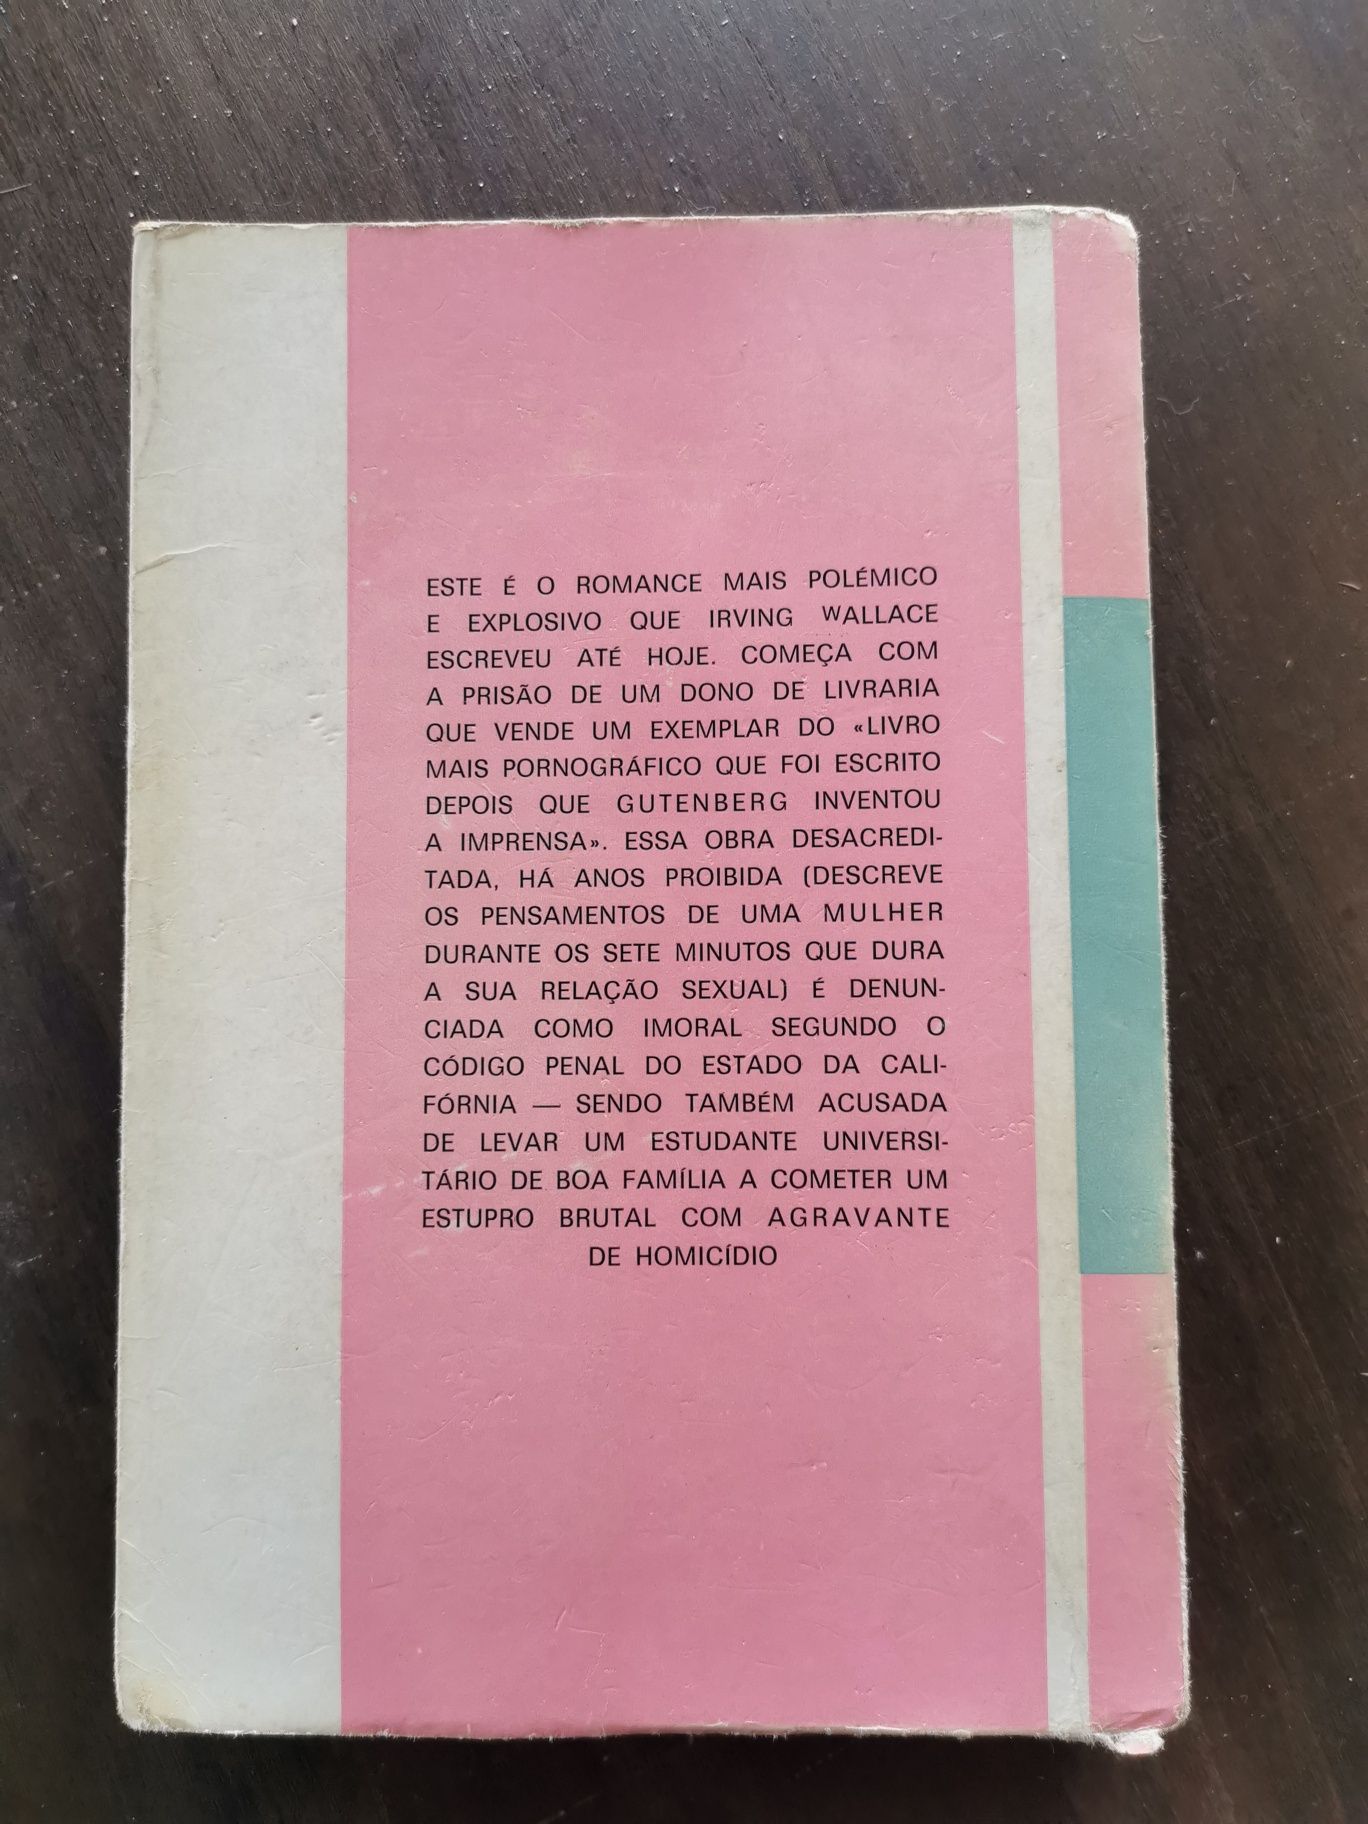 ESTE É O ROMANCE MAIS POLÉMICO
E EXPLOSIVO QUE IRVING WALLACE
ESCREVEU ATÉ HOJE. COMEÇA COM
A PRISÃO DE UM DONO DE LIVRARIA
QUE VENDE UM EXEMPLAR DO «LIVRO
MAIS PORNOGRÁFICO QUE FOI ESCRITO
DEPOIS QUE GUTENBERG INVENTOU
A IMPRENSA». ESSA OBRA DESACREDI-
TADA, HÁ ANOS PROIBIDA (DESCREVE
OS PENSAMENTOS DE UMA MULHER
DURANTE OS SETE MINUTOS QUE DURA
A SUA RELAÇÃO SEXUAL) É DENUN-
CIADA COMO IMORAL SEGUNDO O
CÓDIGO PENAL DO ESTADO DA CALI-
FÓRNIA — SENDO TAMBÉM ACUSADA
DE LEVAR UM ESTUDANTE UNIVERSI-
TÁRIO DE BOA FAMÍLIA A COMETER UM
ESTUPRO BRUTAL COM AGRAVANTE
DE HOMICÍDIO